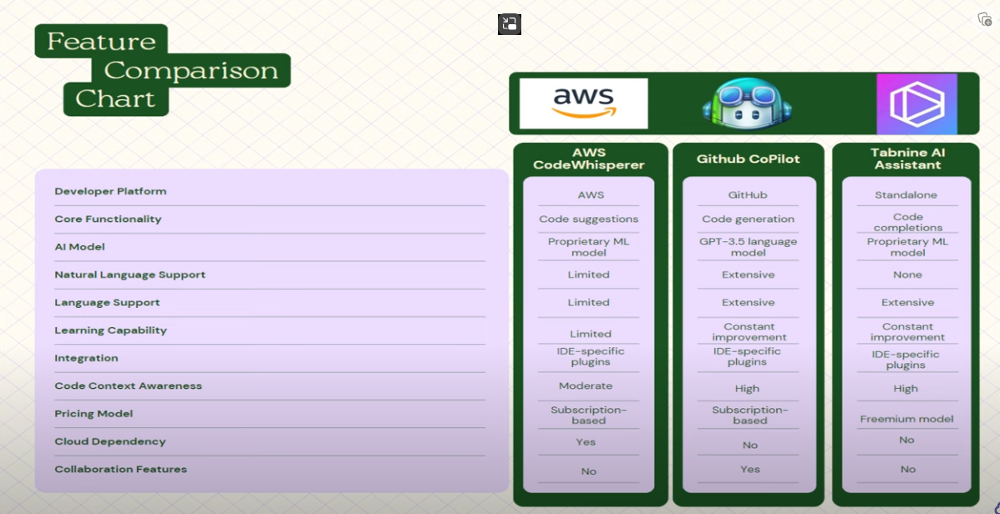 Feature
Comparison
Chart
aws
AWS
CodeWhisperer
Github CoPilot
Tabnine AI
Assistant
Developer Platform
AWS
GitHub
Standalone
Core Functionality
Code suggestions
Code generation
Code
completions
AI Model
Proprietary ML
model
GPT-3.5 language
model
Proprietary ML
model
Natural Language Support
Limited
Extensive
None
Language Support
Limited
Extensive
Extensive
Learning Capability
Limited
Constant
improvement
Constant
improvement
Integration
IDE-specific
plugins
IDE-specific
plugins
IDE-specific
plugins
Code Context Awareness
Moderate
High
High
Pricing Model
Subscription-
based
Subscription-
based
Freemium model
Cloud Dependency
Yes
No
No
Collaboration Features
No
Yes
No